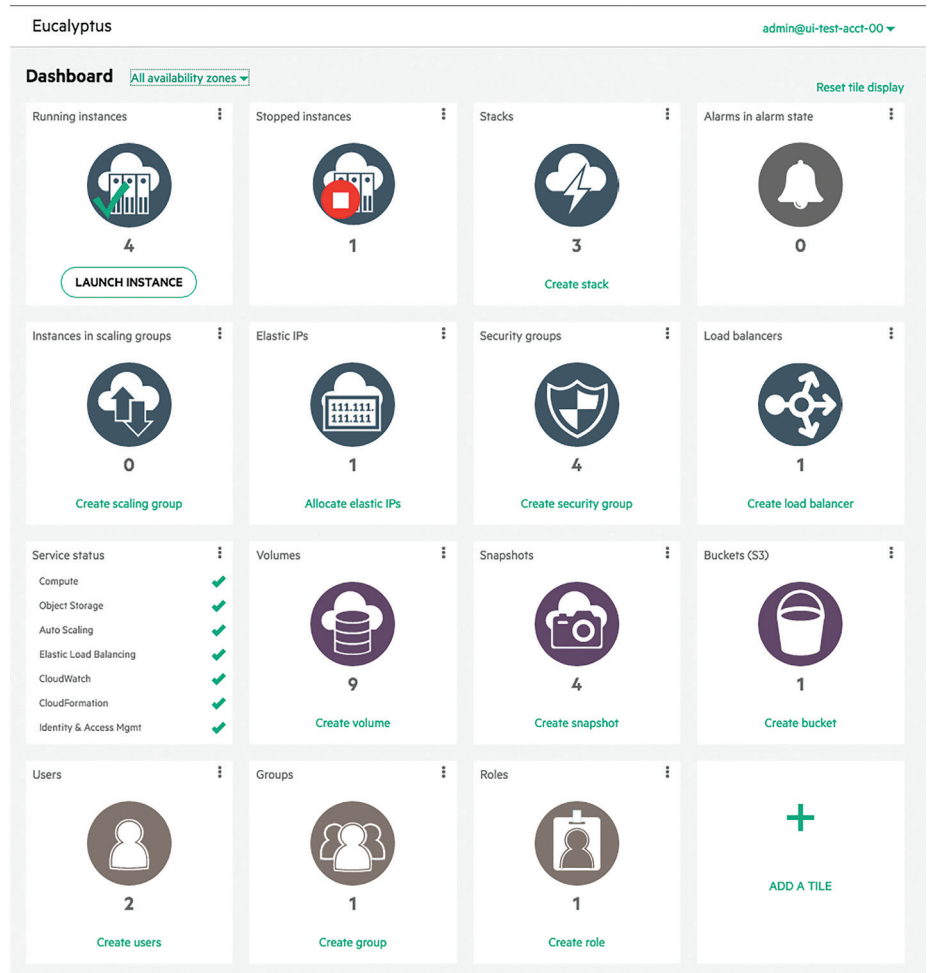 Eucalyptus
admin@ui-test-acct-00
Dashboard
All availability zones
Reset tile display
Running instances
4
LAUNCH INSTANCE
Stopped instances
1
Stacks
3
Create stack
Alarms in alarm state
0
Instances in scaling groups
0
Create scaling group
Elastic IPs
111.111.
111.111
1
Allocate elastic IPs
Security groups
4
Create security group
Load balancers
1
Create load balancer
Service status
Compute
Object Storage
Auto Scaling
Elastic Load Balancing
CloudWatch
CloudFormation
Identity & Access Mgmt
Volumes
9
Create volume
Snapshots
4
Create snapshot
Buckets (S3)
1
Create bucket
Users
2
Create users
Groups
1
Create group
Roles
1
Create role
ADD A TILE